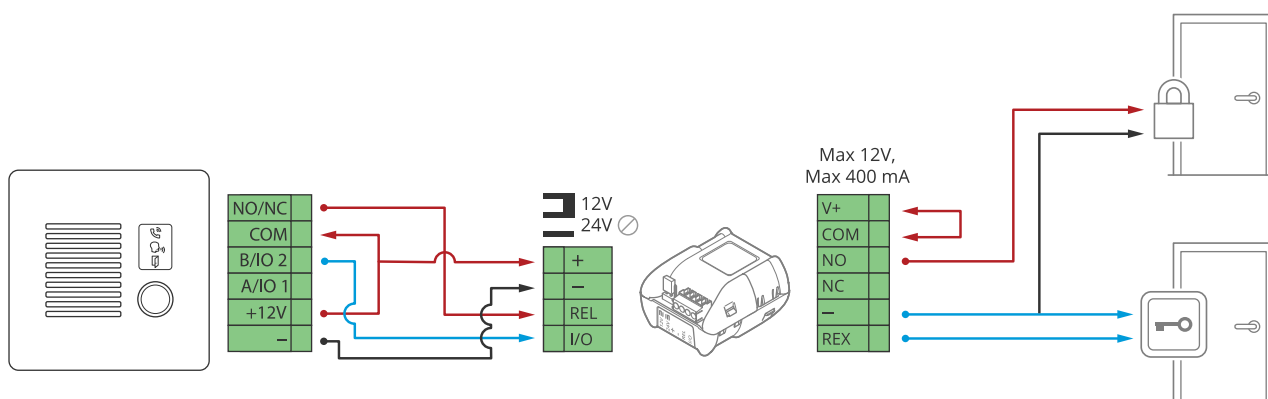 Max 12V,
Max 400 mA
NO/NC
COM
B/IO 2
A/IO 1
+12V
–
12V
24V
+
–
REL
I/O
V+
COM
NO
NC
–
REX